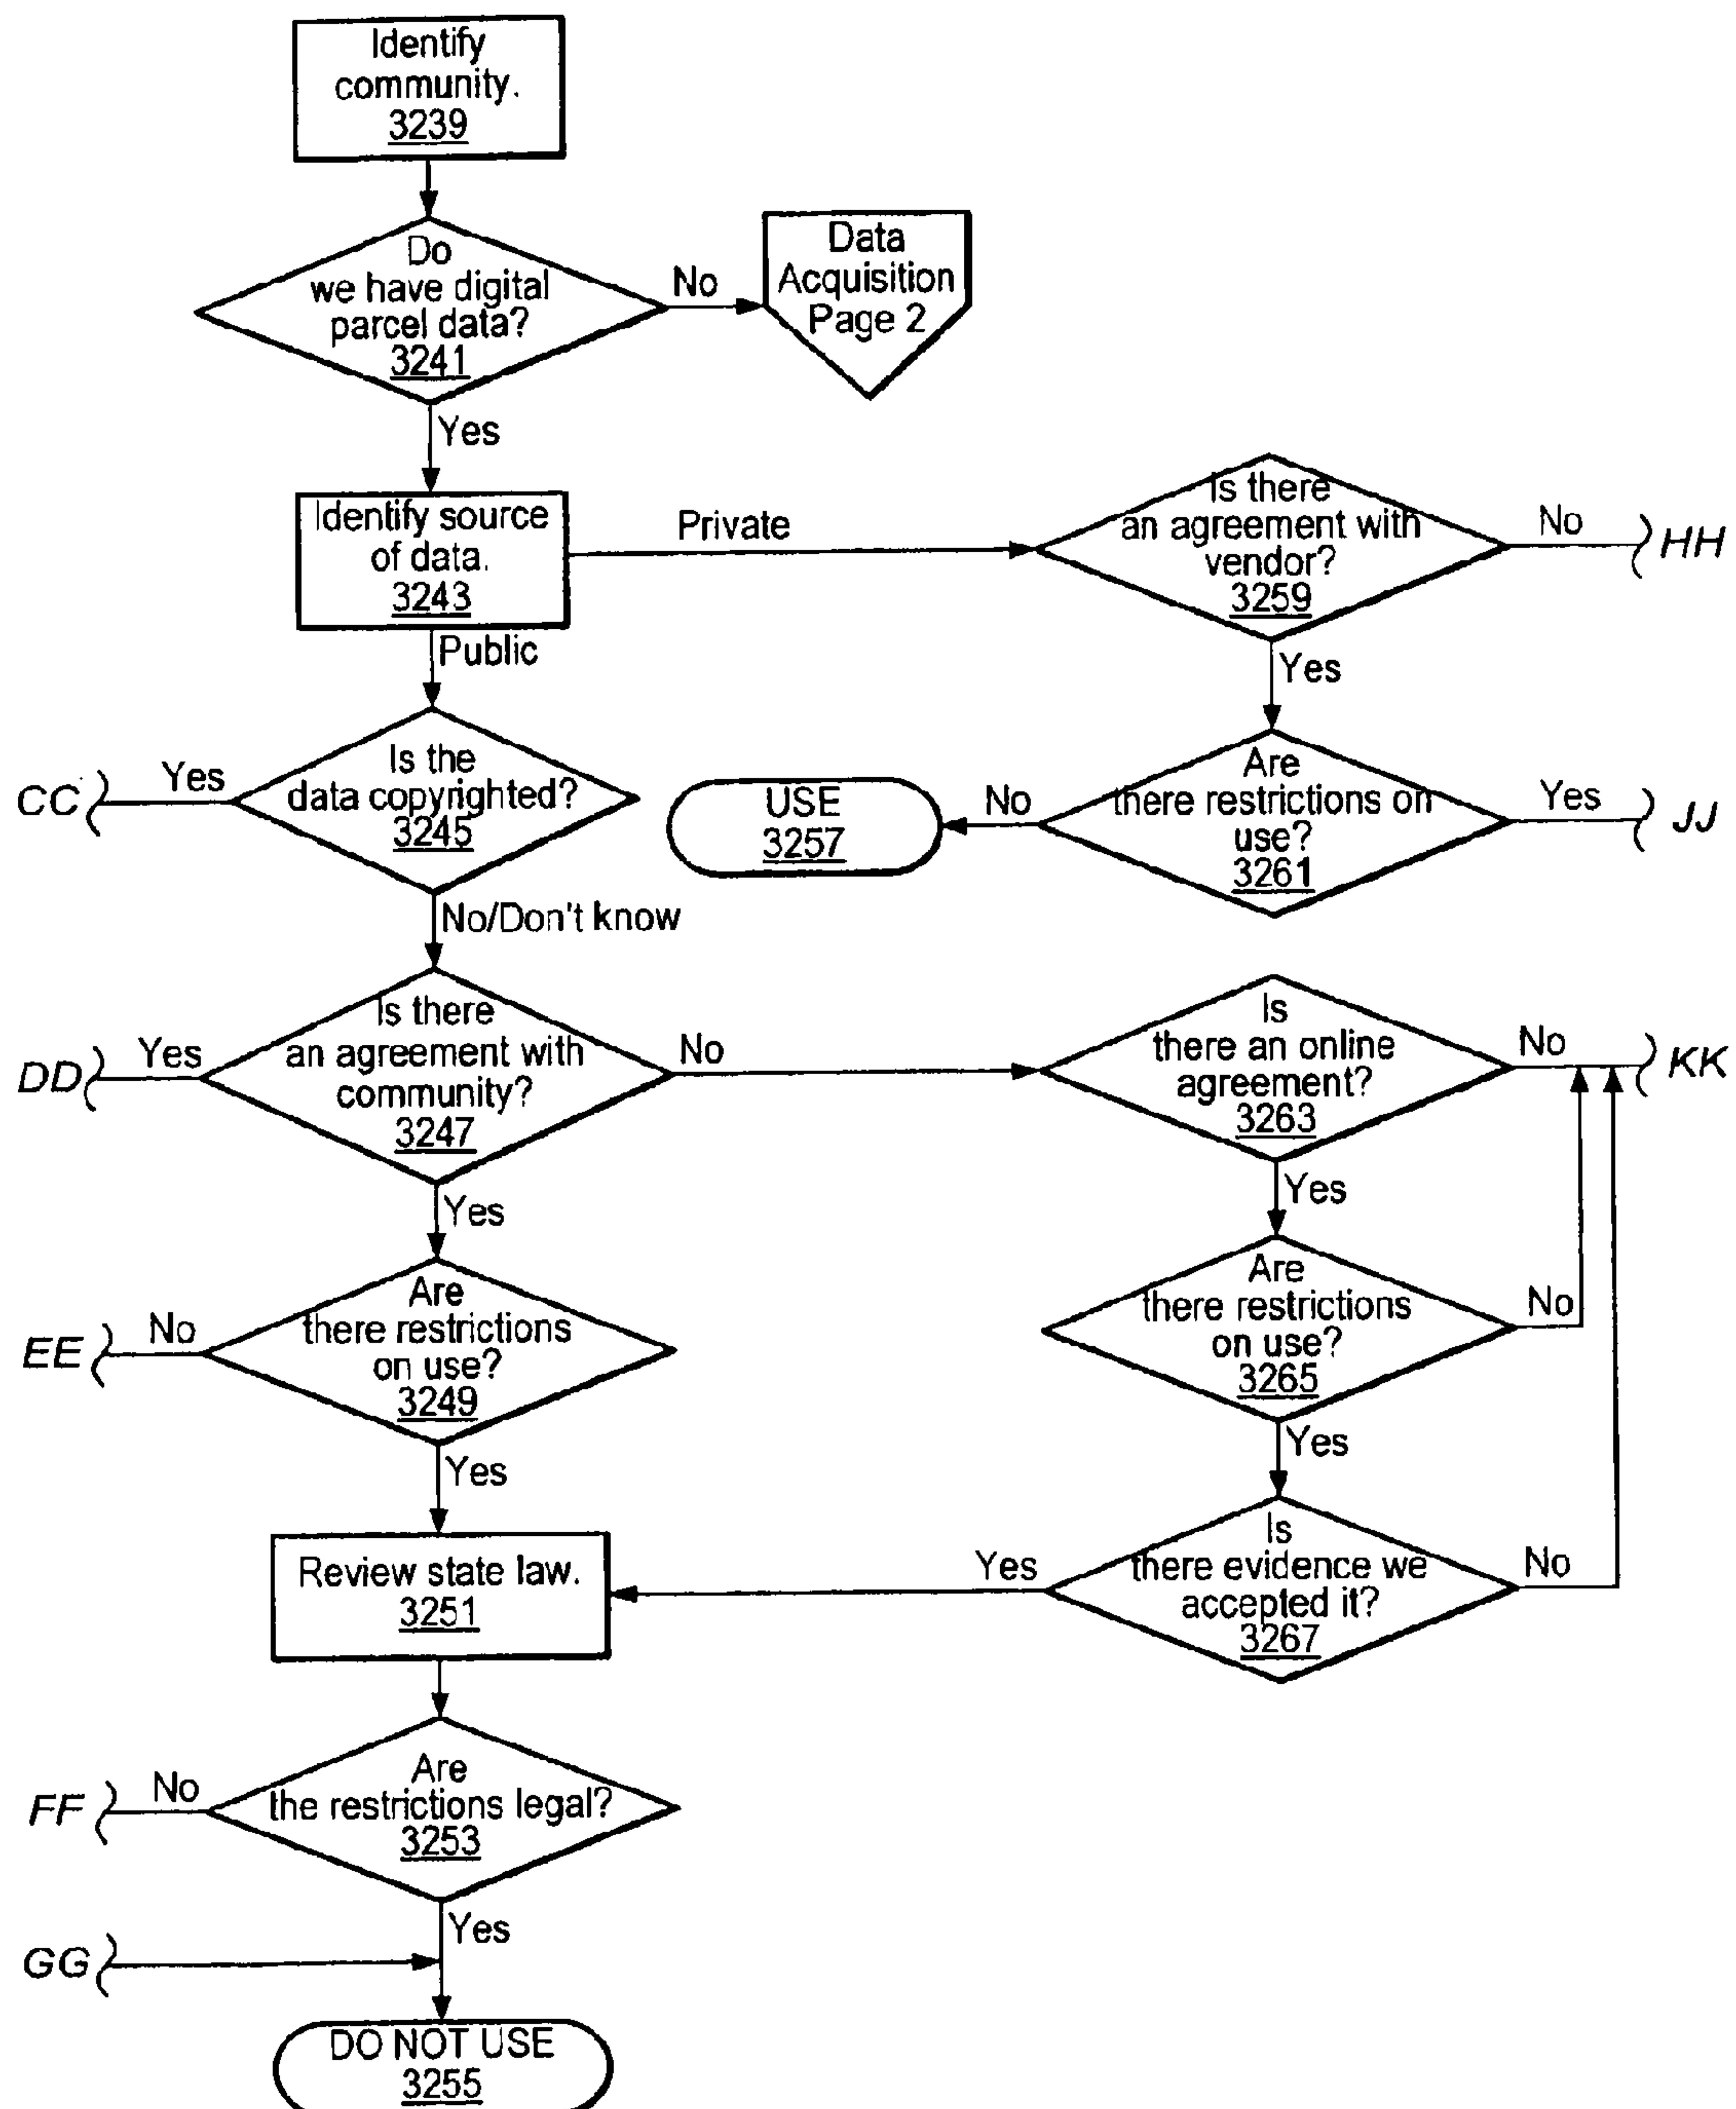 Identify
community.
3239
Do
we have digital
parcel data?
3241
No
Data
Acquisition
Page 2
Yes
Identify source
of data.
3243
Private
Is there
an agreement with
vendor?
3259
No
HH
Public
Yes
Is the
data copyrighted?
3245
Yes
CC
USE
3257
No
Are
there restrictions on
use?
3261
Yes
JJ
No/Don't know
Is there
an agreement with
community?
3247
Yes
DD
No
Is
there an online
agreement?
3263
No
KK
Yes
Yes
Are
there restrictions
on use?
3249
No
EE
Are
there restrictions
on use?
3265
No
Yes
Yes
Review state law.
3251
Yes
Is
there evidence we
accepted it?
3267
No
Are
the restrictions legal?
3253
No
FF
Yes
GG
DO NOT USE
3255